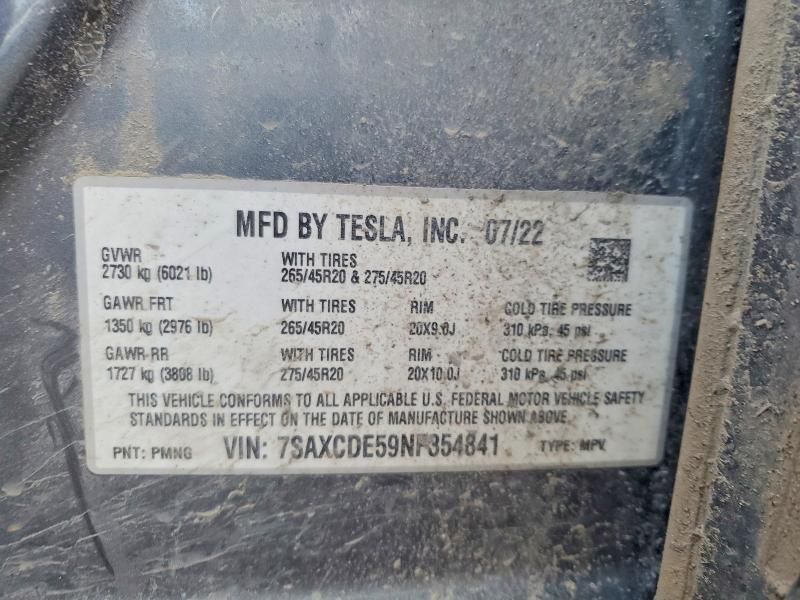 MFD BY TESLA, INC. 07/22
GVWR WITH TIRES
2730 kg (6021 lb) 265/45R20 & 275/45R20
GAWR FRT WITH TIRES RIM COLD TIRE PRESSURE
1350 kg (2976 lb) 265/45R20 20X9.0J 310 kPs, 45 psi
GAWR RR WITH TIRES RIM COLD TIRE PRESSURE
1727 kg (3808 lb) 275/45R20 20X10.0J 310 kPs, 45 psi
THIS VEHICLE CONFORMS TO ALL APPLICABLE U.S. FEDERAL MOTOR VEHICLE SAFETY
STANDARDS IN EFFECT ON THE DATE OF MANUFACTURE SHOWN ABOVE.
PNT: PMNG VIN: 7SAXCDE59NF354841 TYPE: MPV